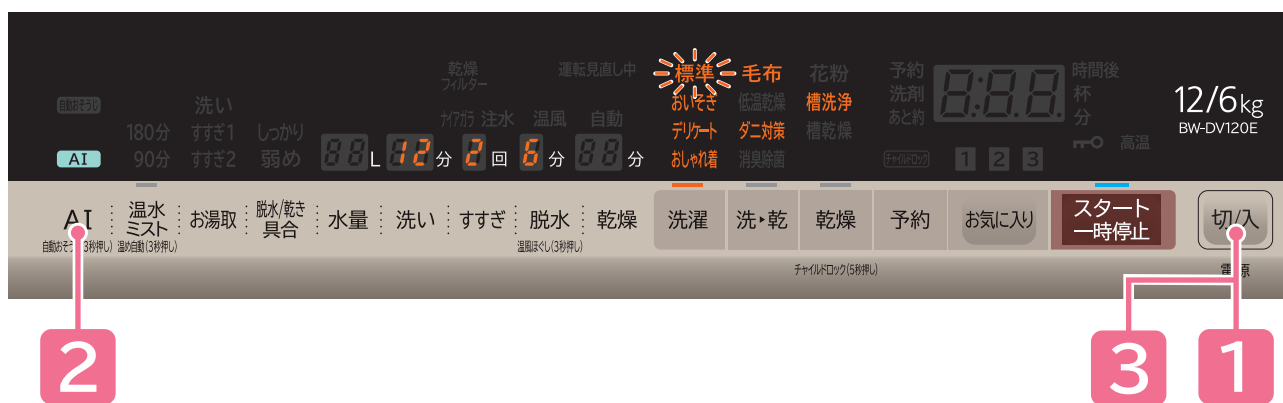 乾燥
フィルター
運転見直し中
標準 毛布 花粉
予約
時間後
自動おそうじ
洗い
おいそぎ 低温乾燥 槽洗浄
洗剤
8:8.8.
杯
12/6kg
180分 すすぎ1 しっかり
ナイアガラ 注水 温風 自動
デリケート ダニ対策 槽乾燥
あと約
分
BW-DV120E
AI
90分 すすぎ2 弱め
88L 12分 2回 6分 88分
おしゃれ着 消臭除菌
チャイルドロック
1 2 3
高温
AI
自動おそうじ(3秒押し)
温水
ミスト
温め自動(3秒押し)
お湯取
脱水/乾き
具合
水量
洗い
すすぎ
脱水
温風ほぐし(3秒押し)
乾燥
洗濯
洗▸乾
乾燥
予約
お気に入り
スタート
一時停止
切/入
チャイルドロック(5秒押し)
電源
2
3
1